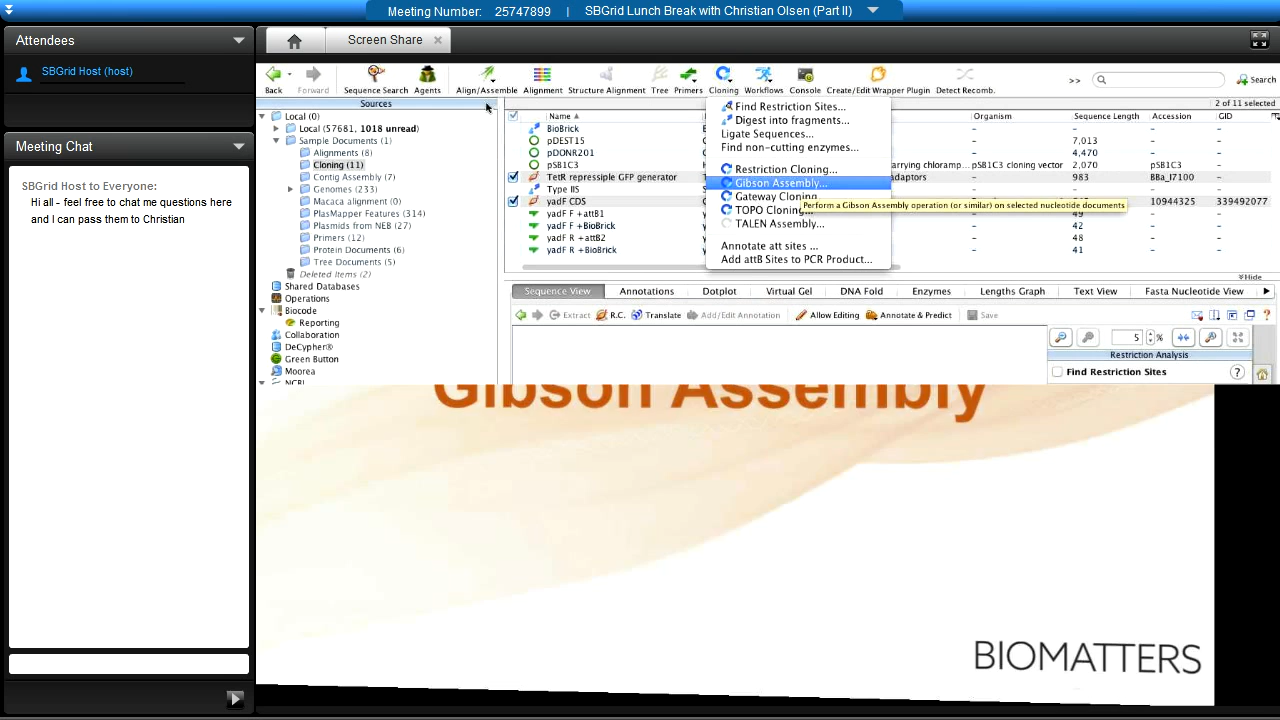 Meeting Number: 25747899 | SBGrid Lunch Break with Christian Olsen (Part II)
Attendees
SBGrid Host (host)
Meeting Chat
SBGrid Host to Everyone:
Hi all - feel free to chat me questions here
and I can pass them to Christian
Screen Share
Back Forward Sequence Search Agents Align/Assemble Alignment Structure Alignment Tree Primers Cloning Workflows Console Create/Edit Wrapper Plugin Detect Recomb. >> Search
Sources
Local (0)
Local (57681, 1018 unread)
Sample Documents (1)
Alignments (8)
Cloning (11)
Contig Assembly (7)
Genomes (233)
Macaca alignment (0)
PlasMapper Features (314)
Plasmids from NEB (27)
Primers (12)
Protein Documents (6)
Tree Documents (5)
Deleted Items (2)
Shared Databases
Operations
Biocode
Reporting
Collaboration
DeCypher®
Green Button
Moorea
NCBI
2 of 11 selected
Name Organism Sequence Length Accession GID
BioBrick – – – –
pDEST15 – 7,013 – –
pDONR201 – 4,470 – –
pSB1C3 arrying chloramp... pSB1C3 cloning vector 2,070 pSB1C3 –
TetR repressiple GFP generator adaptors 983 BBa_I7100 –
Type IIS – – – –
yadF CDS 10944325 339492077
yadF F +attB1 – 49 – –
yadF F +BioBrick – 42 – –
yadF R +attB2 – 48 – –
yadF R +BioBrick – 41 – –
Find Restriction Sites...
Digest into fragments...
Ligate Sequences...
Find non-cutting enzymes...
Restriction Cloning...
Gibson Assembly...
Gateway Cloning
TOPO Cloning...
TALEN Assembly...
Annotate att sites ...
Add attB Sites to PCR Product...
Perform a Gibson Assembly operation (or similar) on selected nucleotide documents
Hide
Sequence View Annotations Dotplot Virtual Gel DNA Fold Enzymes Lengths Graph Text View Fasta Nucleotide View
Extract R.C. Translate Add/Edit Annotation Allow Editing Annotate & Predict Save ?
5 %
Restriction Analysis
Find Restriction Sites ?
Gibson Assembly
BIOMATTERS